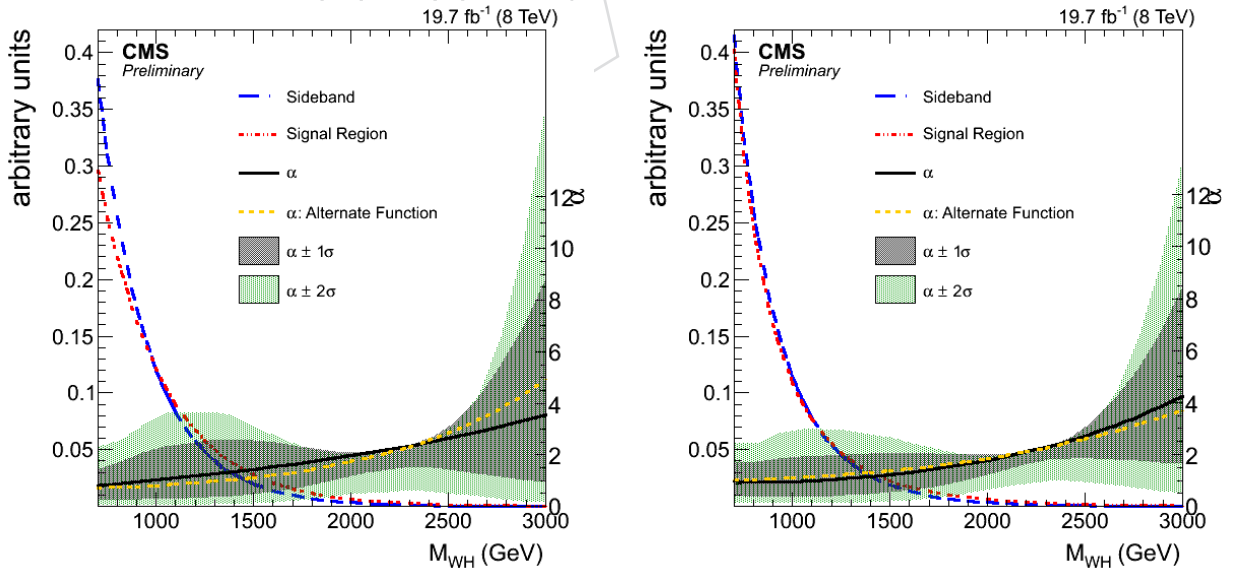 19.7 fb⁻¹ (8 TeV)
arbitrary units
CMS
Preliminary
Sideband
Signal Region
α
α: Alternate Function
α ± 1σ
α ± 2σ
0.4
0.35
0.3
0.25
0.2
0.15
0.1
0.05
α
12
10
8
6
4
2
0
1000 1500 2000 2500 3000
M_WH (GeV)
19.7 fb⁻¹ (8 TeV)
arbitrary units
CMS
Preliminary
Sideband
Signal Region
α
α: Alternate Function
α ± 1σ
α ± 2σ
0.4
0.35
0.3
0.25
0.2
0.15
0.1
0.05
α
12
10
8
6
4
2
0
1000 1500 2000 2500 3000
M_WH (GeV)